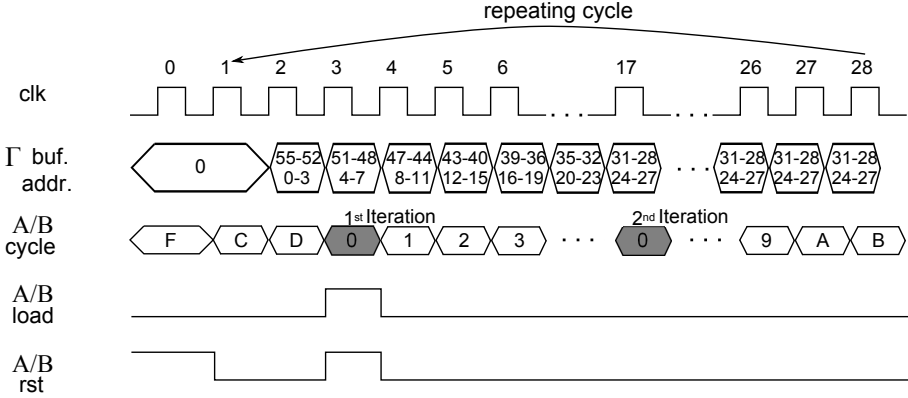 repeating cycle
0 1 2 3 4 5 6 17 26 27 28
clk
Γ buf. addr.
0
55-52 51-48 47-44 43-40 39-36 35-32 31-28 31-28 31-28 31-28
0-3 4-7 8-11 12-15 16-19 20-23 24-27 24-27 24-27 24-27
1st Iteration 2nd Iteration
A/B cycle
F C D 0 1 2 3 0 9 A B
A/B
load
A/B
rst